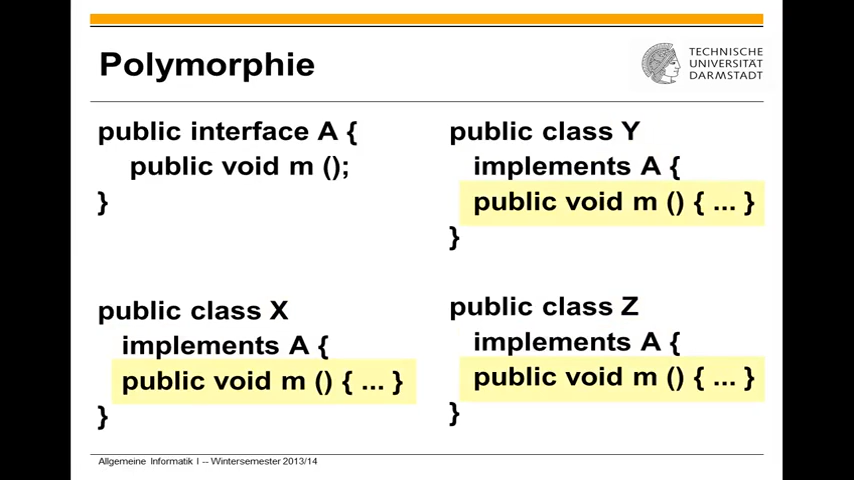 Polymorphie
TECHNISCHE
UNIVERSITÄT
DARMSTADT
public interface A {
public void m ();
}
public class Y
implements A {
public void m () { ... }
}
public class X
implements A {
public void m () { ... }
}
public class Z
implements A {
public void m () { ... }
}
Allgemeine Informatik I -- Wintersemester 2013/14